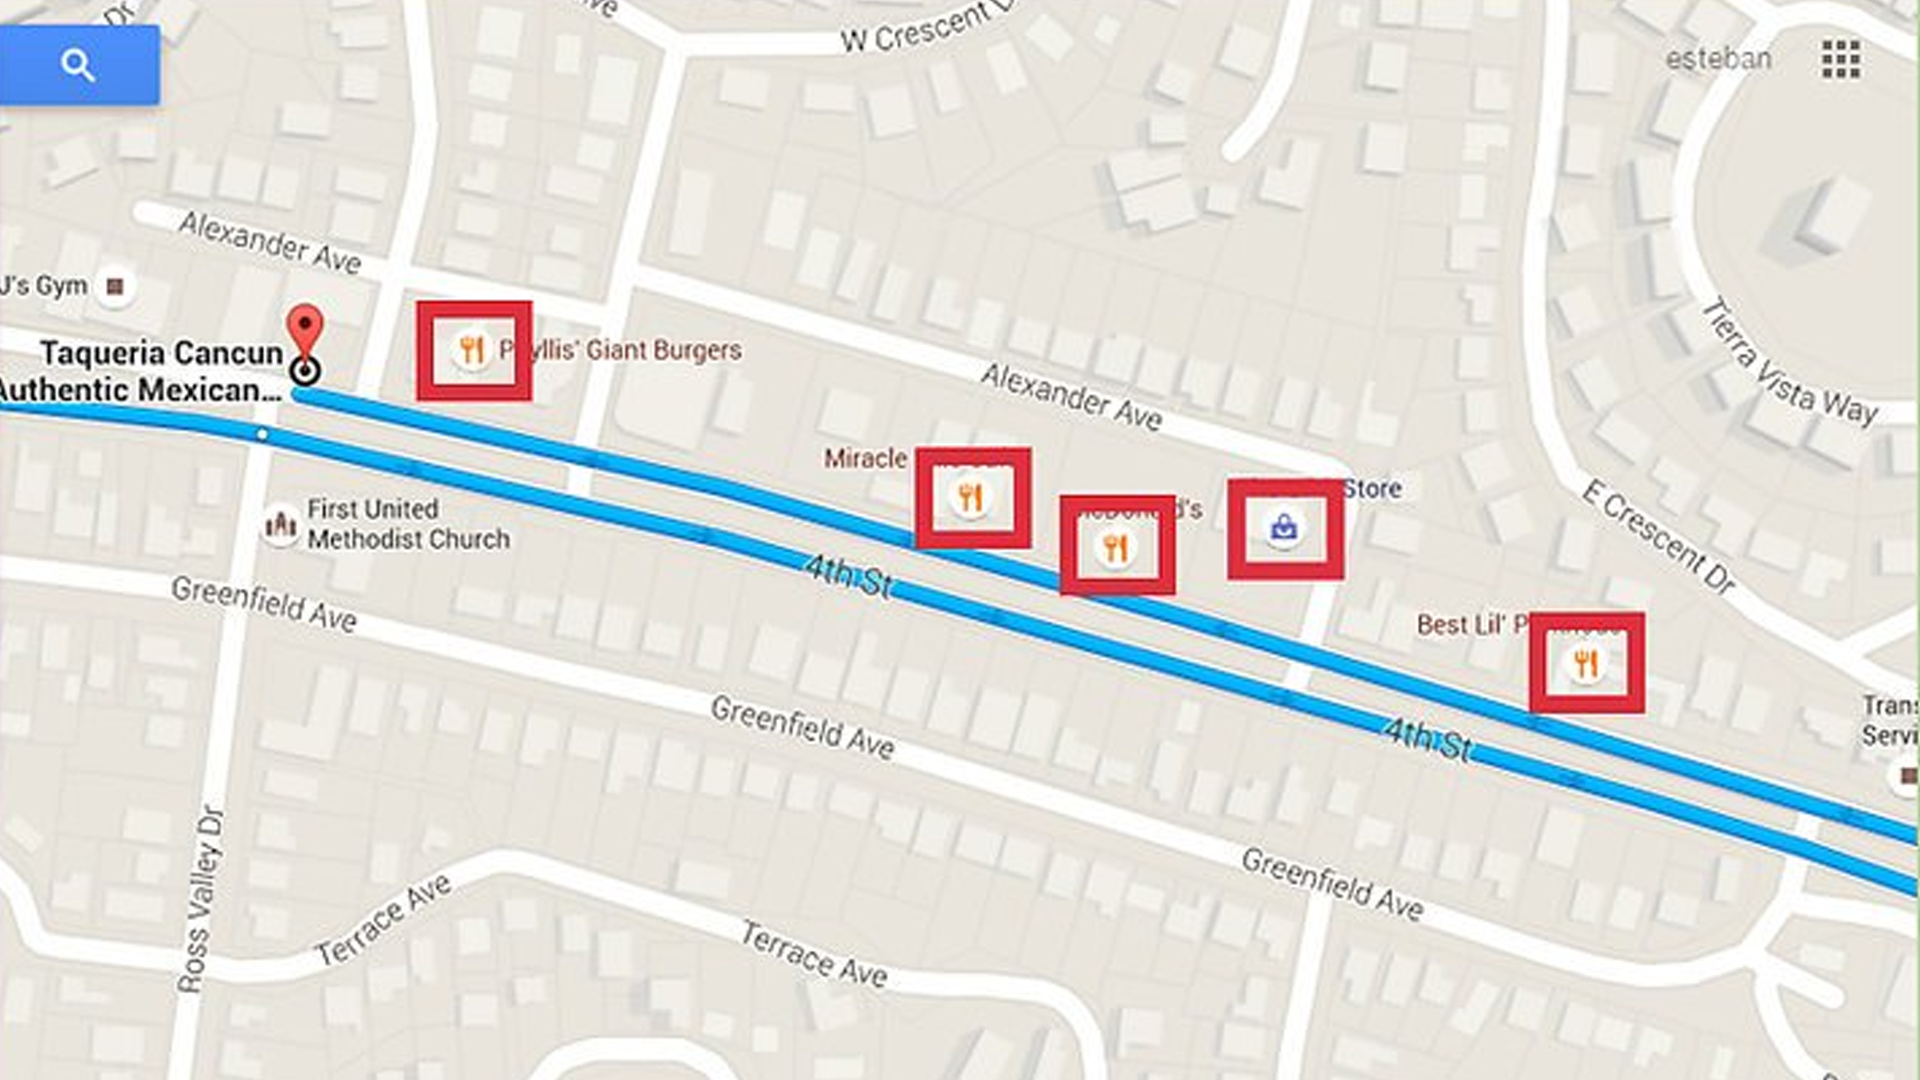 Dr
W Crescent
esteban
Alexander Ave
J's Gym
Taqueria Cancun
Authentic Mexican...
Giant Burgers
Alexander Ave
Tierra Vista Way
Miracle
Store
E Crescent Dr
First United
Methodist Church
4th St
Greenfield Ave
Best Lil'
Greenfield Ave
4th St
Ross Valley Dr
Terrace Ave
Greenfield Ave
Terrace Ave